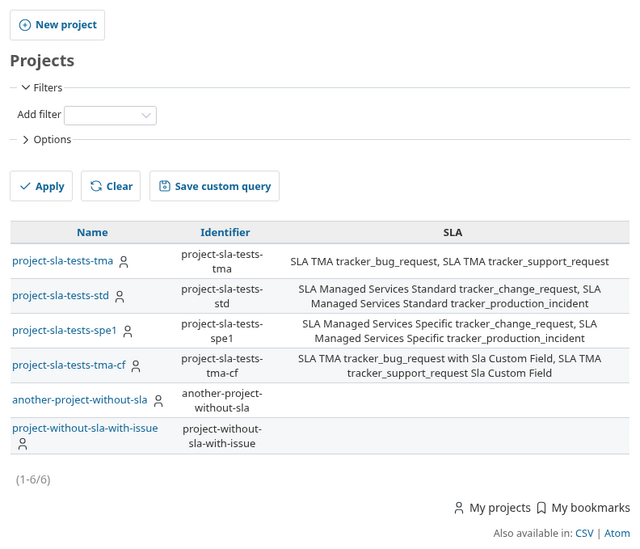 New project
Projects
Filters
Add filter
Options
Apply Clear Save custom query
Name Identifier SLA
project-sla-tests-tma project-sla-tests-
tma SLA TMA tracker_bug_request, SLA TMA tracker_support_request
project-sla-tests-std project-sla-tests-
std SLA Managed Services Standard tracker_change_request, SLA
Managed Services Standard tracker_production_incident
project-sla-tests-spe1 project-sla-tests-
spe1 SLA Managed Services Specific tracker_change_request, SLA
Managed Services Specific tracker_production_incident
project-sla-tests-tma-cf project-sla-tests-
tma-cf SLA TMA tracker_bug_request with Sla Custom Field, SLA TMA
tracker_support_request Sla Custom Field
another-project-without-sla another-project-
without-sla
project-without-sla-with-issue project-without-
sla-with-issue
(1-6/6)
My projects My bookmarks
Also available in: CSV | Atom